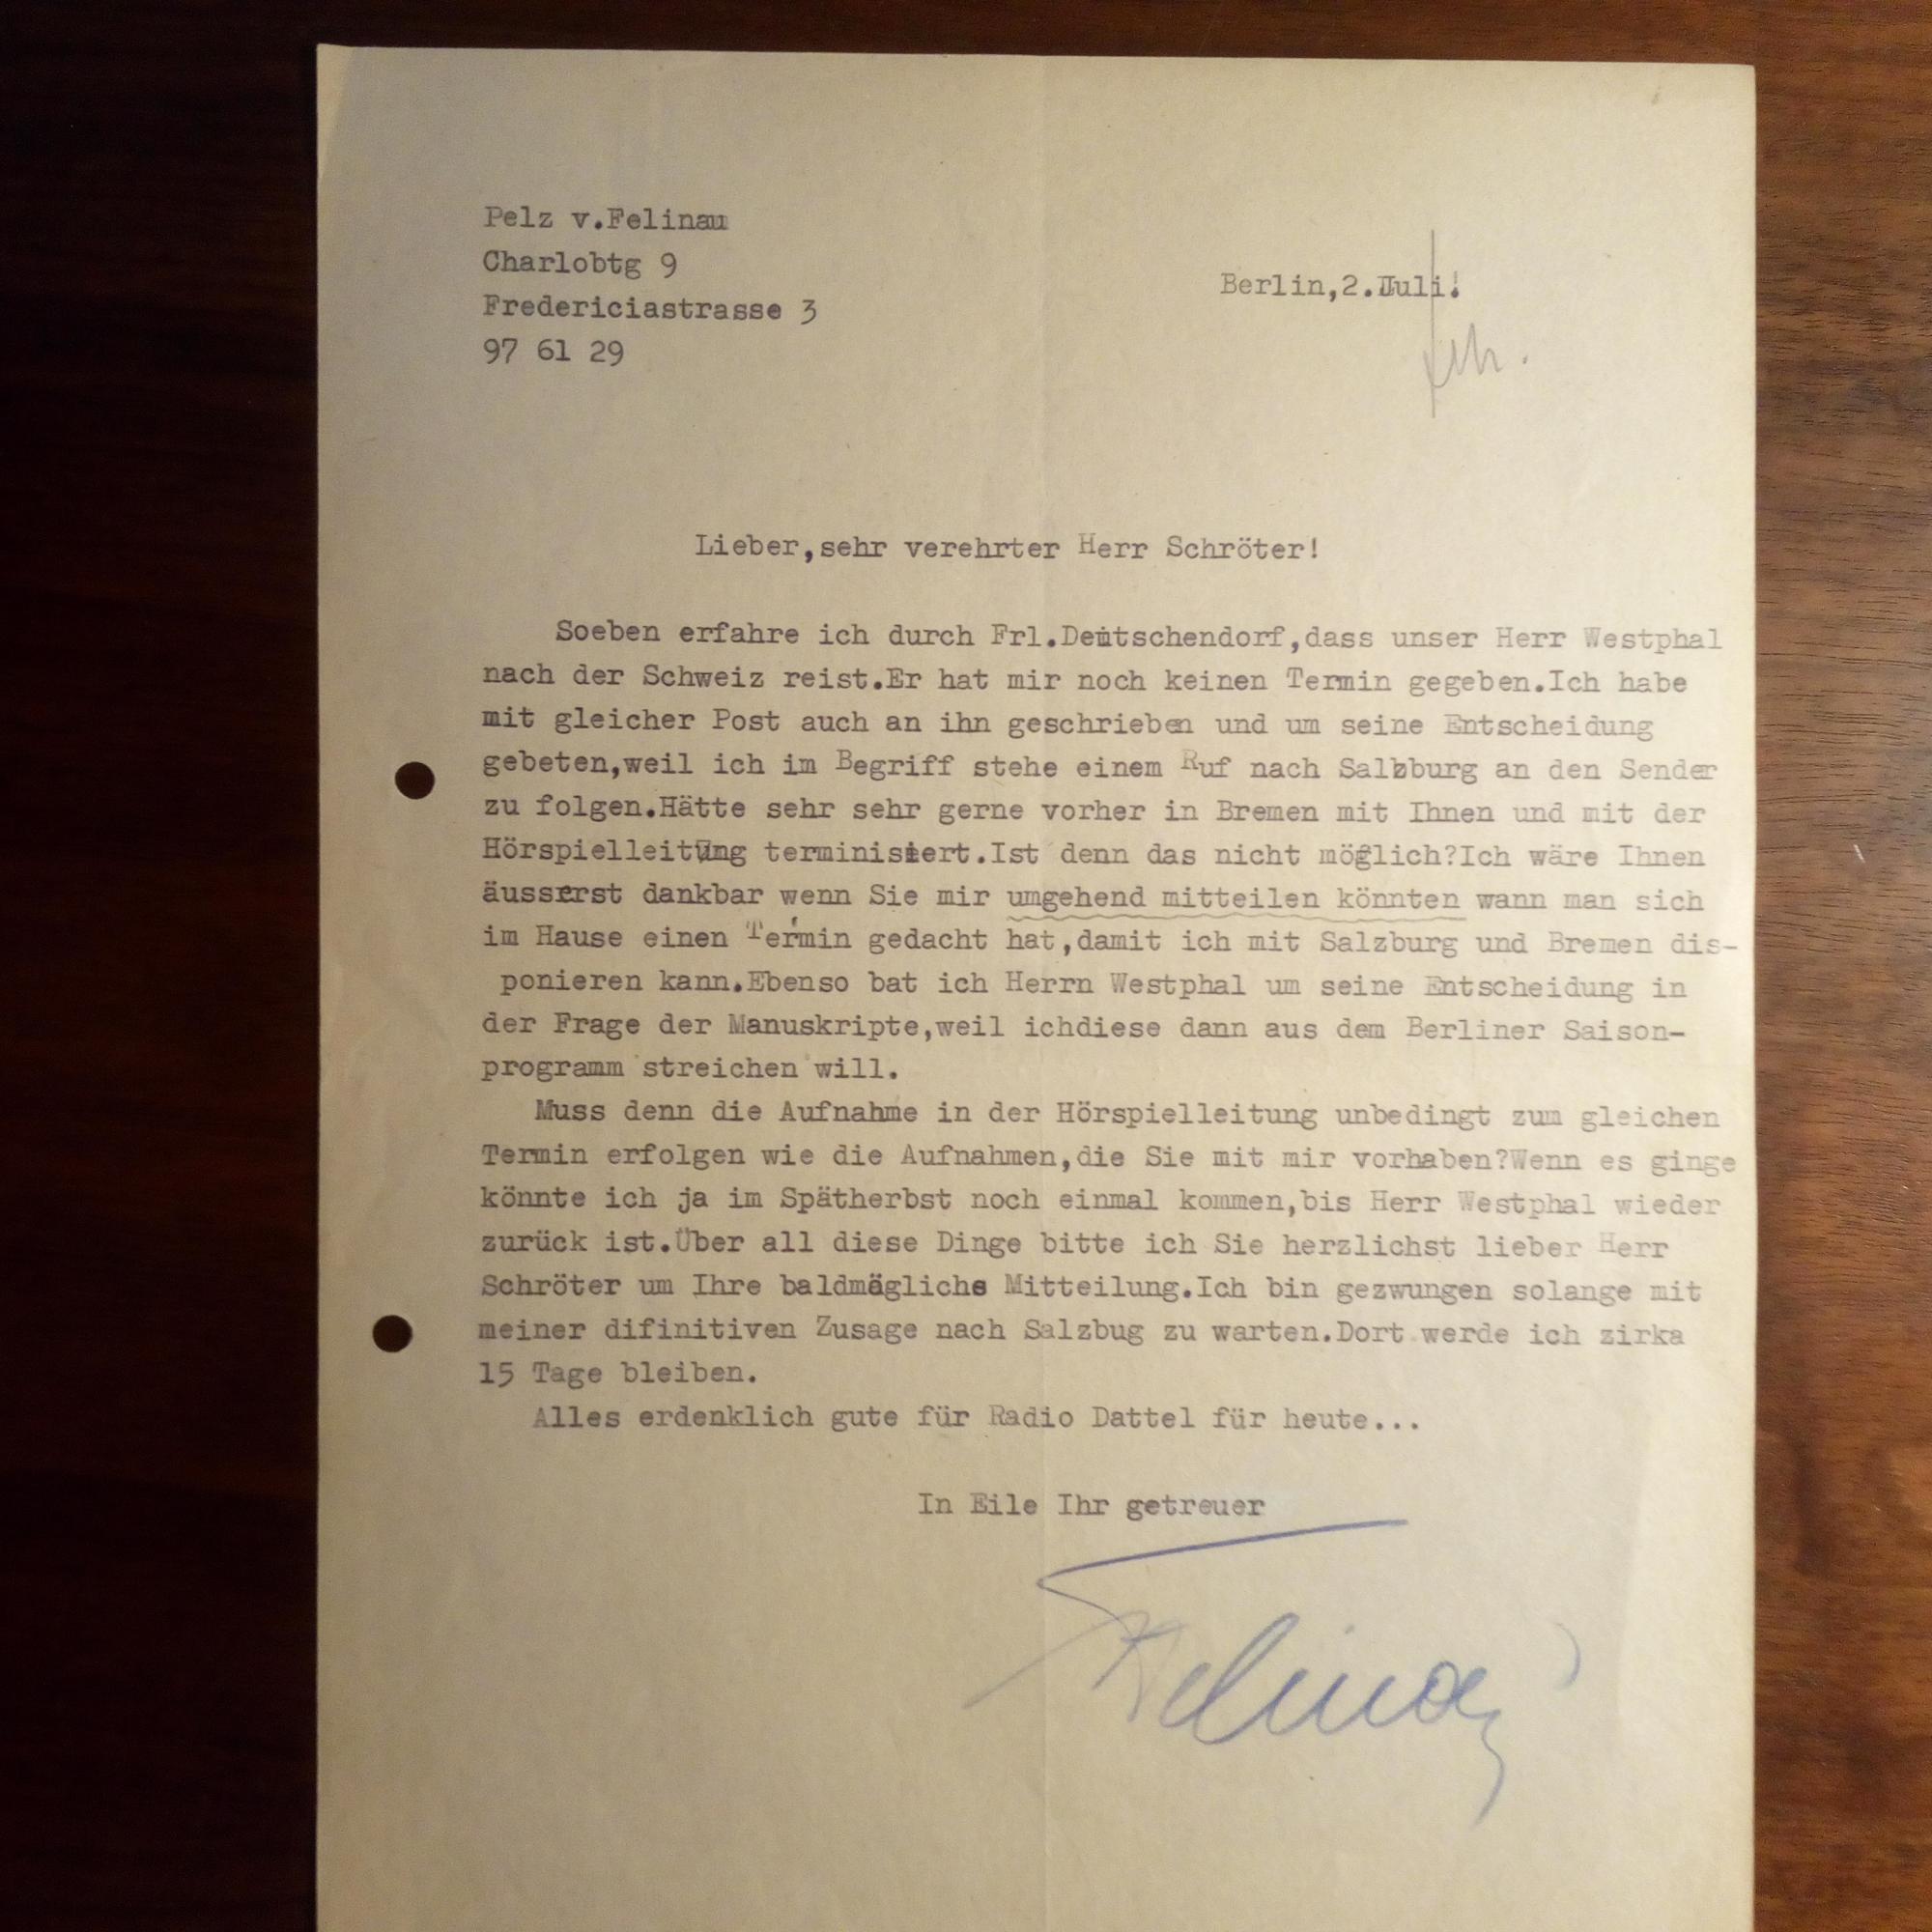 Pelz v.Felinau
Charlobtg 9
Fredericiastrasse 3
97 61 29
Berlin,2.Juli!
Lieber,sehr verehrter Herr Schröter!
Soeben erfahre ich durch Frl.Deutschendorf,dass unser Herr Westphal
nach der Schweiz reist.Er hat mir noch keinen Termin gegeben.Ich habe
mit gleicher Post auch an ihn geschrieben und um seine Entscheidung
gebeten,weil ich im Begriff stehe einem Ruf nach Salzburg an den Sender
zu folgen.Hätte sehr sehr gerne vorher in Bremen mit Ihnen und mit der
Hörspielleitung terminisiert.Ist denn das nicht möglich?Ich wäre Ihnen
äusserst dankbar wenn Sie mir umgehend mitteilen könnten wann man sich
im Hause einen Termin gedacht hat,damit ich mit Salzburg und Bremen dis-
ponieren kann.Ebenso bat ich Herrn Westphal um seine Entscheidung in
der Frage der Manuskripte,weil ichdiese dann aus dem Berliner Saison-
programm streichen will.
Muss denn die Aufnahme in der Hörspielleitung unbedingt zum gleichen
Termin erfolgen wie die Aufnahmen,die Sie mit mir vorhaben?Wenn es ginge
könnte ich ja im Spätherbst noch einmal kommen,bis Herr Westphal wieder
zurück ist.Über all diese Dinge bitte ich Sie herzlichst lieber Herr
Schröter um Ihre baldmögliche Mitteilung.Ich bin gezwungen solange mit
meiner difinitiven Zusage nach Salzbug zu warten.Dort werde ich zirka
15 Tage bleiben.
Alles erdenklich gute für Radio Dattel für heute...
In Eile Ihr getreuer
Felinau